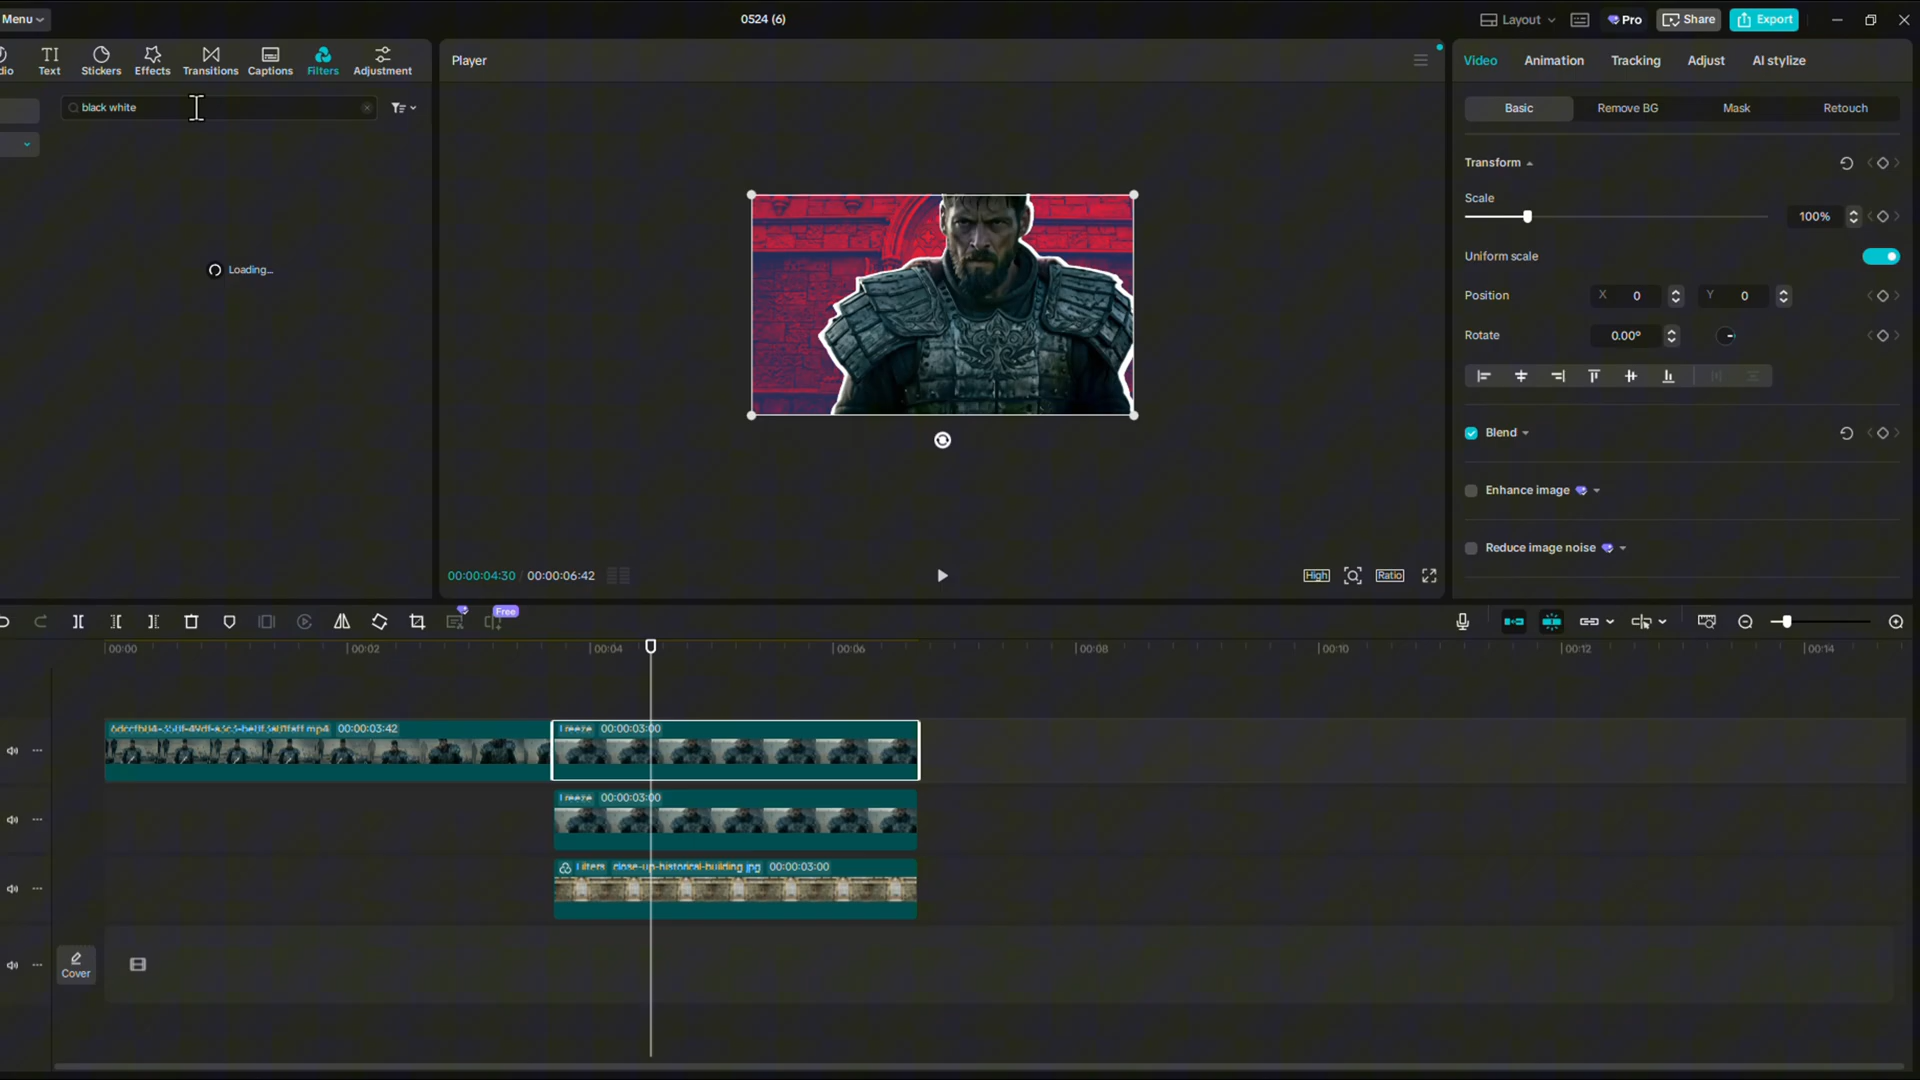 Menu
0524 (6)
Layout
Pro
Share
Export
dio
Text
Stickers
Effects
Transitions
Captions
Filters
Adjustment
black white
Loading...
Player
00:00:04:30 / 00:00:06:42
High
Ratio
Video
Animation
Tracking
Adjust
AI stylize
Basic
Remove BG
Mask
Retouch
Transform
Scale
100%
Uniform scale
Position
X 0
Y 0
Rotate
0.00°
Blend
Enhance image
Reduce image noise
Free
00:00
00:02
00:04
00:06
00:08
00:10
00:12
00:14
00:00:03:42
Freeze 00:00:03:00
Freeze 00:00:03:00
Filters close-up-historical-building.jpg 00:00:03:00
Cover